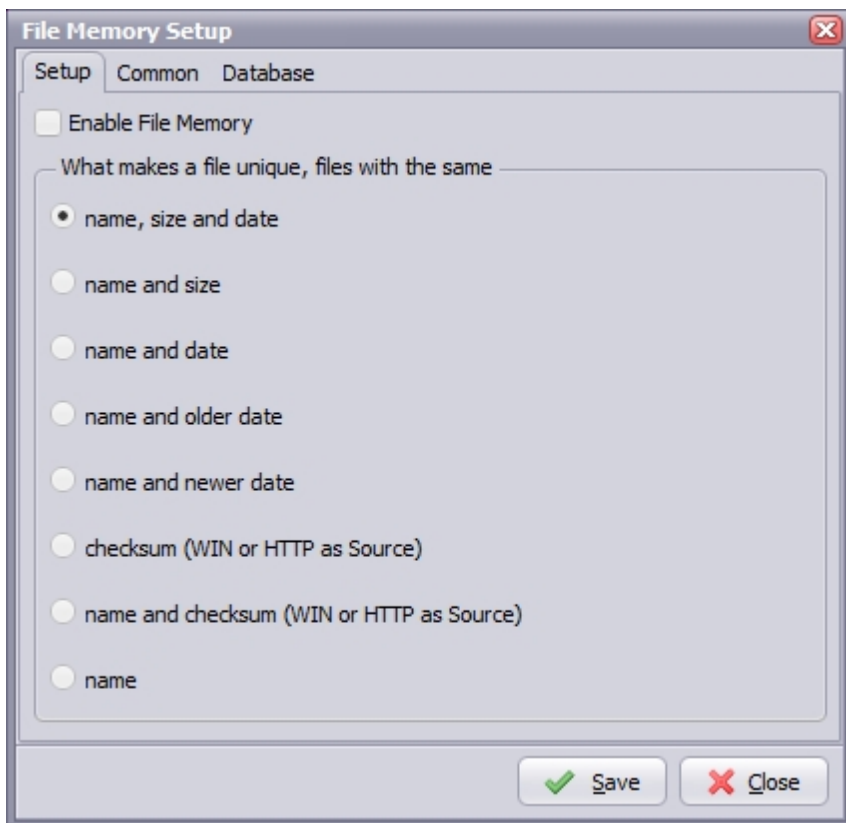 File Memory Setup
Setup Common Database
Enable File Memory
What makes a file unique, files with the same
name, size and date
name and size
name and date
name and older date
name and newer date
checksum (WIN or HTTP as Source)
name and checksum (WIN or HTTP as Source)
name
Save Close